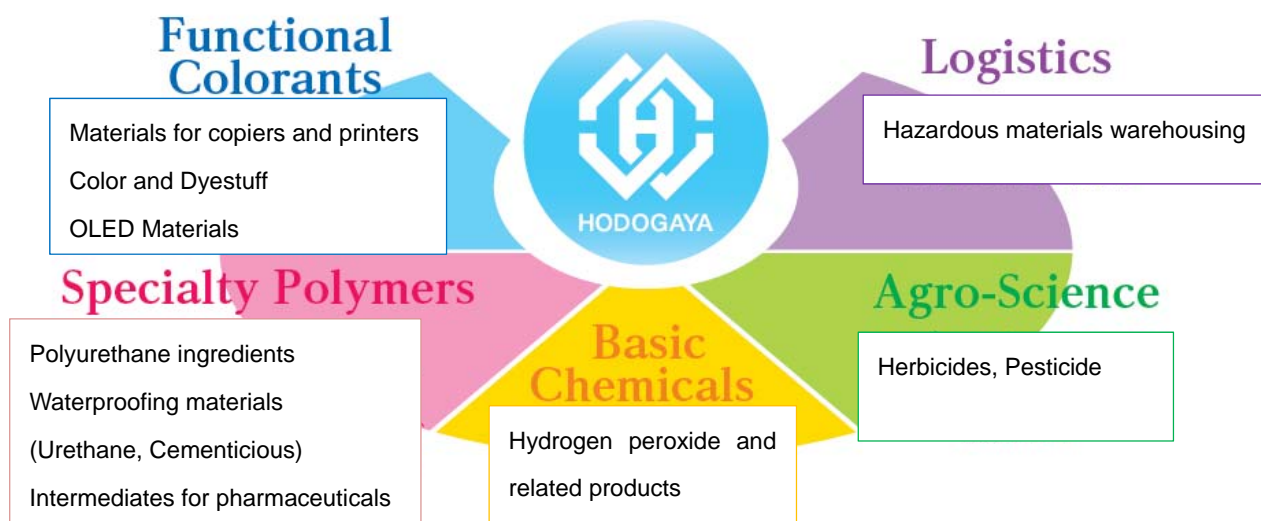 Functional
Colorants
Materials for copiers and printers
Color and Dyestuff
OLED Materials
HODOGAYA
Logistics
Hazardous materials warehousing
Specialty Polymers
Polyurethane ingredients
Waterproofing materials
(Urethane, Cementicious)
Intermediates for pharmaceuticals
Basic
Chemicals
Hydrogen peroxide and
related products
Agro-Science
Herbicides, Pesticide